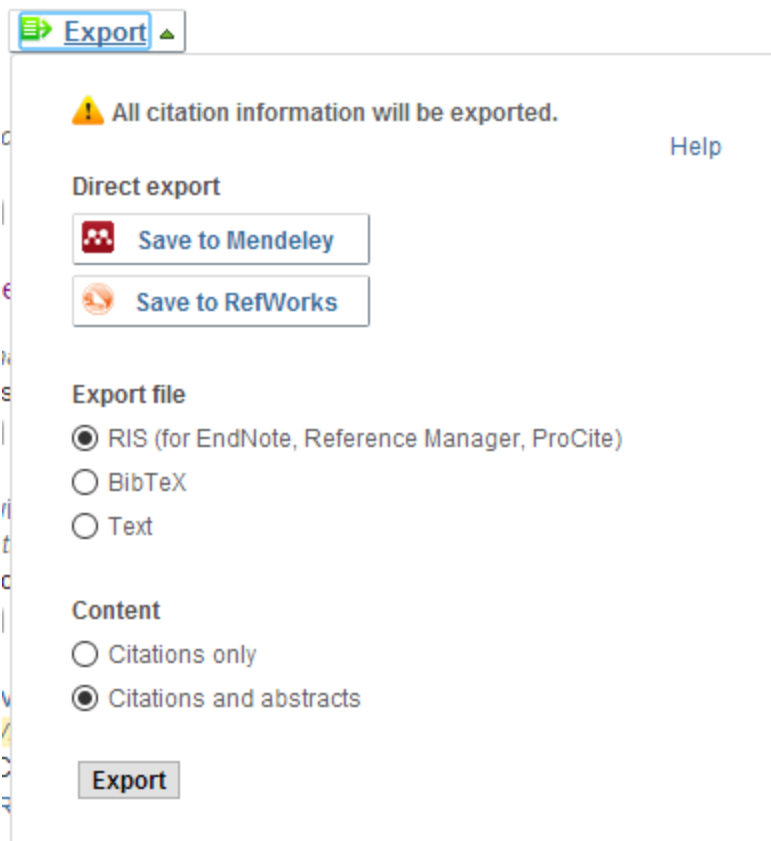 Export
All citation information will be exported.
Help
Direct export
Save to Mendeley
Save to RefWorks
Export file
RIS (for EndNote, Reference Manager, ProCite)
BibTeX
Text
Content
Citations only
Citations and abstracts
Export